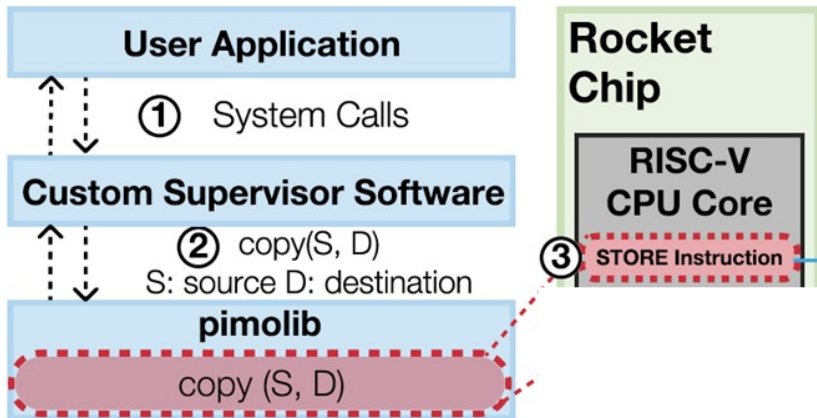 User Application
① System Calls
Custom Supervisor Software
② copy(S, D)
S: source D: destination
pimolib
copy (S, D)
Rocket
Chip
RISC-V
CPU Core
③ STORE Instruction